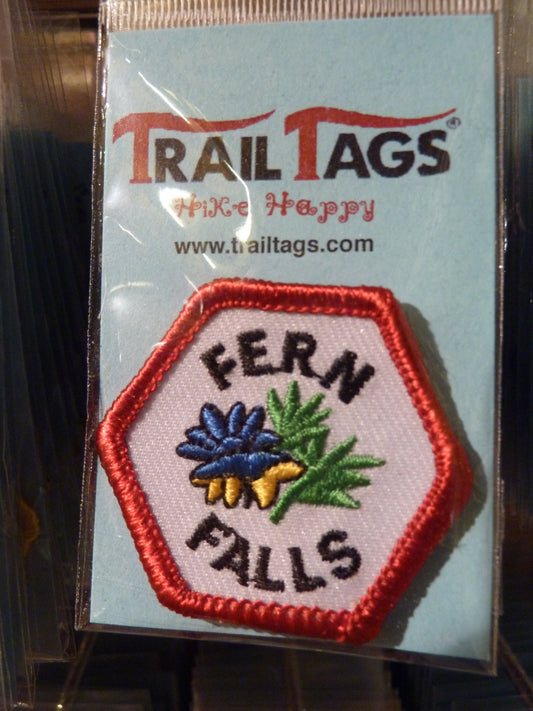 TRAIL TAGS®
Hike Happy
www.trailtags.com
FERN
FALLS